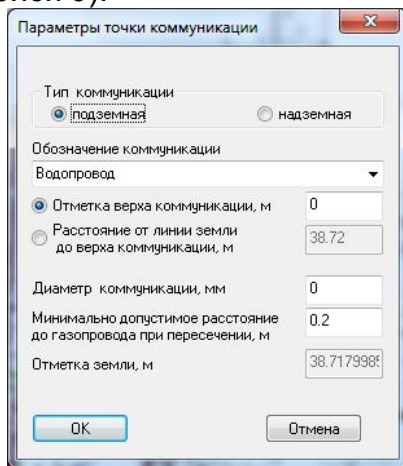 Параметры точки коммуникации
Тип коммуникации
подземная
надземная
Обозначение коммуникации
Водопровод
Отметка верха коммуникации, м
0
Расстояние от линии земли
до верха коммуникации, м
38.72
Диаметр коммуникации, мм
0
Минимально допустимое расстояние
до газопровода при пересечении, м
0.2
Отметка земли, м
38.7179985
OK
Отмена